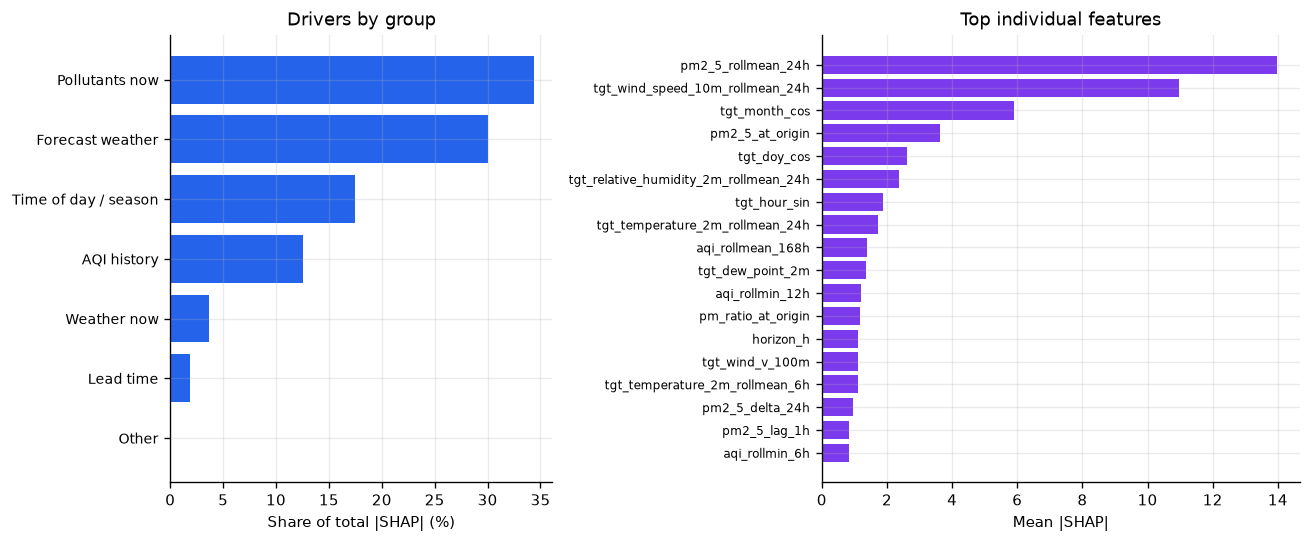 Drivers by group
Pollutants now
Forecast weather
Time of day / season
AQI history
Weather now
Lead time
Other
0 5 10 15 20 25 30 35
Share of total |SHAP| (%)
Top individual features
pm2_5_rollmean_24h
tgt_wind_speed_10m_rollmean_24h
tgt_month_cos
pm2_5_at_origin
tgt_doy_cos
tgt_relative_humidity_2m_rollmean_24h
tgt_hour_sin
tgt_temperature_2m_rollmean_24h
aqi_rollmean_168h
tgt_dew_point_2m
aqi_rollmin_12h
pm_ratio_at_origin
horizon_h
tgt_wind_v_100m
tgt_temperature_2m_rollmean_6h
pm2_5_delta_24h
pm2_5_lag_1h
aqi_rollmin_6h
0 2 4 6 8 10 12 14
Mean |SHAP|